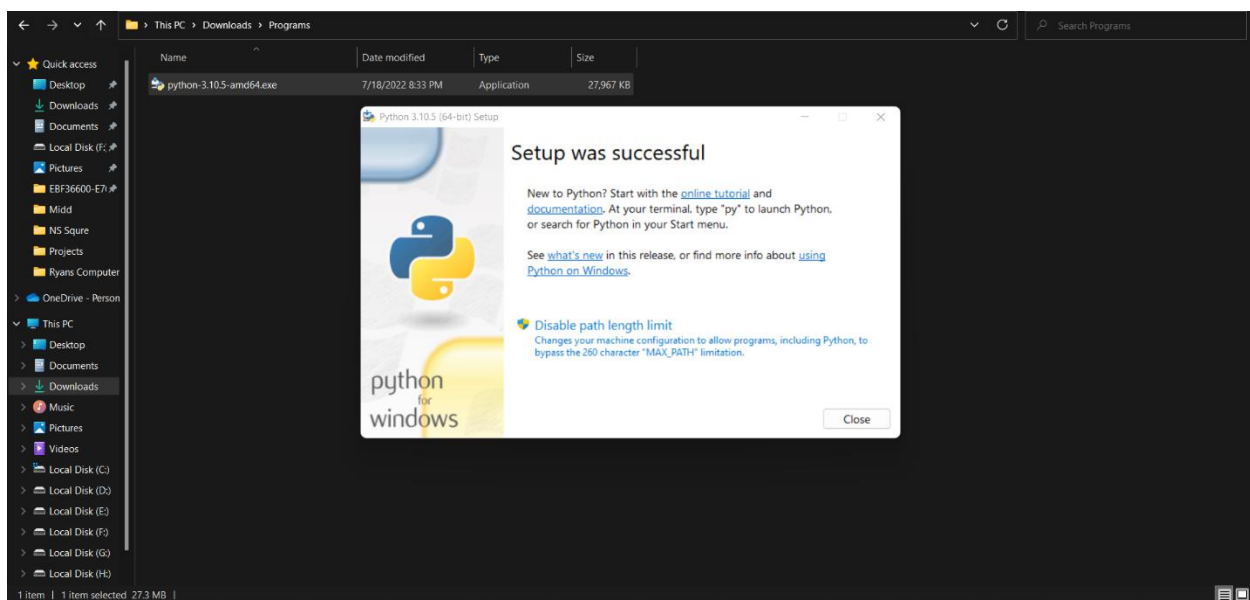 This PC > Downloads > Programs
Search Programs
Name
Date modified
Type
Size
python-3.10.5-amd64.exe
7/18/2022 8:33 PM
Application
27,967 KB
Quick access
Desktop
Downloads
Documents
Local Disk (F:
Pictures
EBF36600-E7
Midd
NS Squre
Projects
Ryans Computer
OneDrive - Person
This PC
Desktop
Documents
Downloads
Music
Pictures
Videos
Local Disk (C:)
Local Disk (D:)
Local Disk (E:)
Local Disk (F:)
Local Disk (G:)
Local Disk (H:)
Python 3.10.5 (64-bit) Setup
Setup was successful
New to Python? Start with the online tutorial and
documentation. At your terminal, type "py" to launch Python,
or search for Python in your Start menu.
See what's new in this release, or find more info about using
Python on Windows.
Disable path length limit
Changes your machine configuration to allow programs, including Python, to
bypass the 260 character "MAX_PATH" limitation.
python
for
windows
Close
1 item | 1 item selected 27.3 MB |